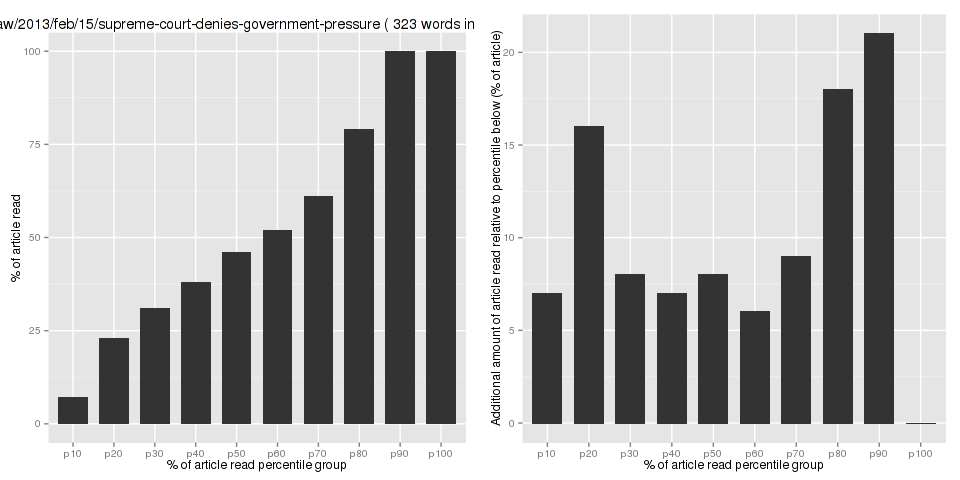 aw/2013/feb/15/supreme-court-denies-government-pressure ( 323 words in
% of article read
100
75
50
25
0
p10 p20 p30 p40 p50 p60 p70 p80 p90 p100
% of article read percentile group
Additional amount of article read relative to percentile below (% of article)
20
15
10
5
0
p10 p20 p30 p40 p50 p60 p70 p80 p90 p100
% of article read percentile group